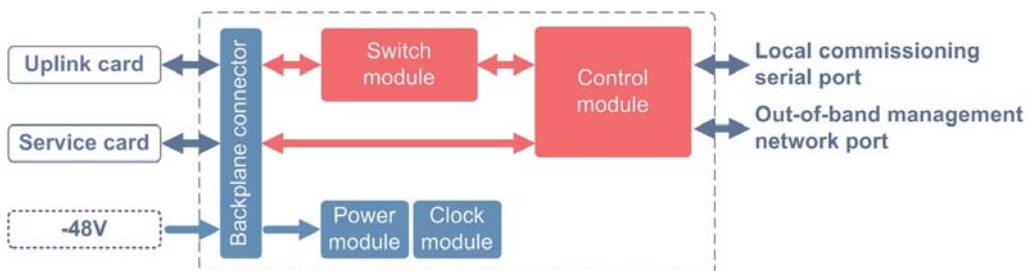 Uplink card
Service card
-48V
Backplane connector
Switch
module
Control
module
Power
module
Clock
module
Local commissioning
serial port
Out-of-band management
network port